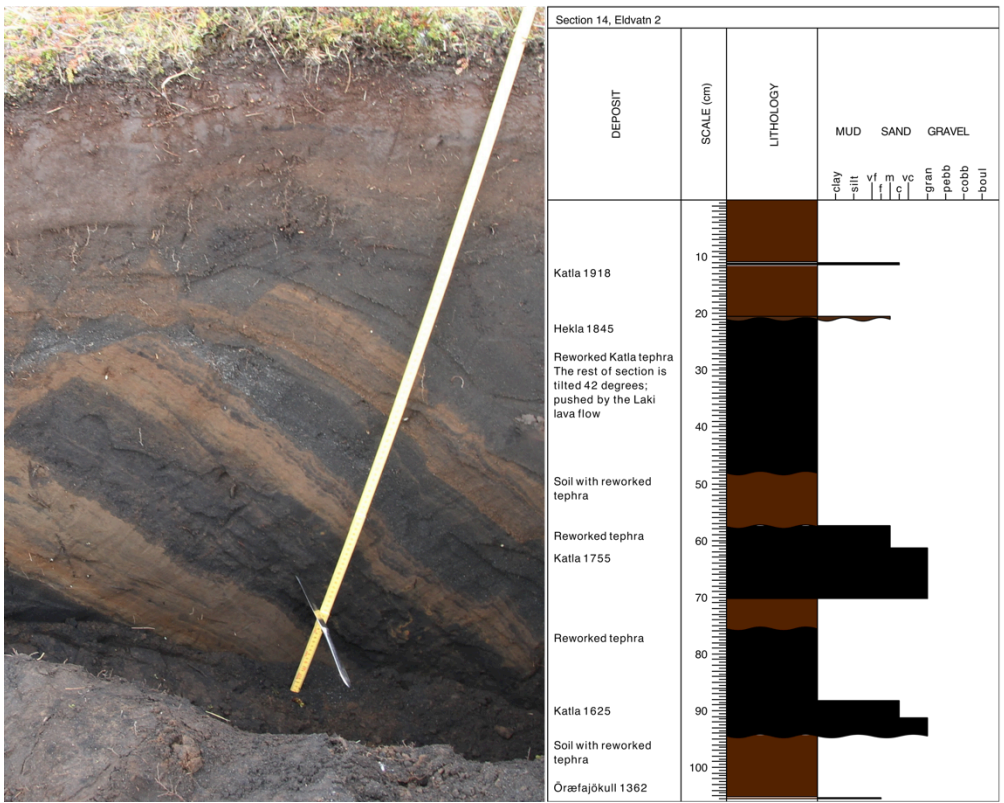 Section 14, Eldvatn 2
DEPOSIT
SCALE (cm)
LITHOLOGY
MUD SAND GRAVEL
clay
silt
vf
f
m
c
vc
gran
pebb
cobb
boul
10
Katla 1918
20
Hekla 1845
Reworked Katla tephra
The rest of section is
tilted 42 degrees;
pushed by the Laki
lava flow
30
40
Soil with reworked
tephra
50
Reworked tephra
60
Katla 1755
70
Reworked tephra
80
Katla 1625
90
Soil with reworked
tephra
100
Öræfajökull 1362